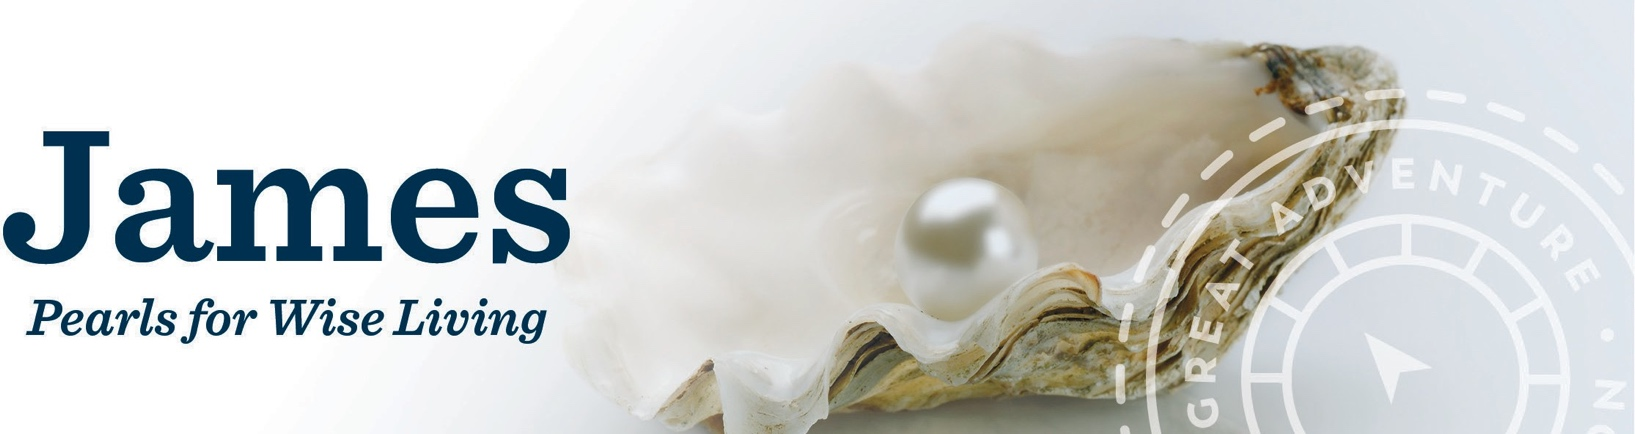 James
Pearls for Wise Living
GREAT ADVENTURE